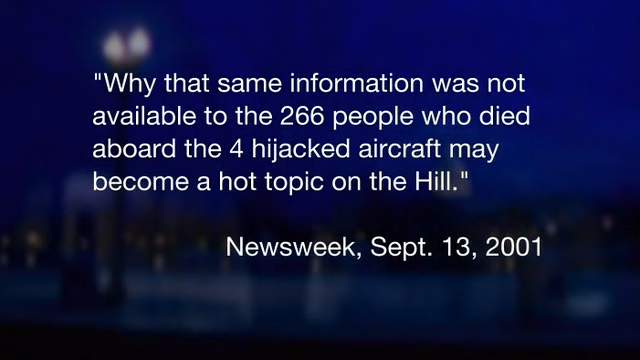 "Why that same information was not
available to the 266 people who died
aboard the 4 hijacked aircraft may
become a hot topic on the Hill."
Newsweek, Sept. 13, 2001